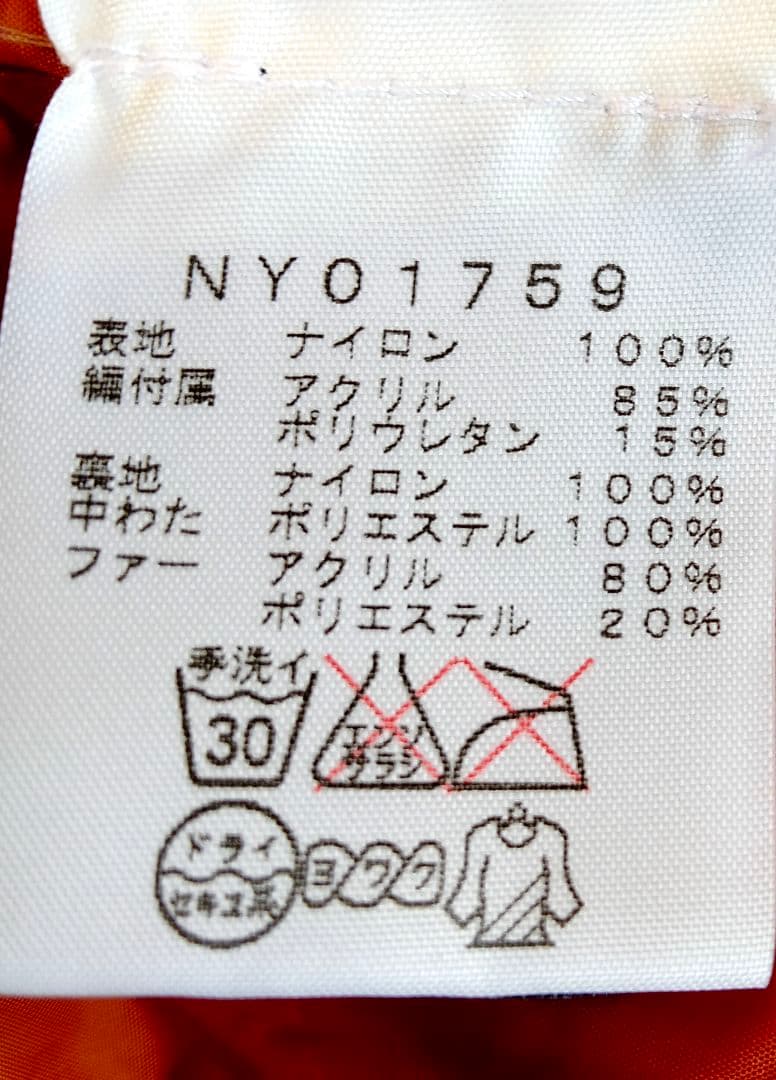 NY01759
表地 ナイロン 100%
編付属 アクリル 85%
ポリウレタン 15%
裏地 ナイロン 100%
中わた ポリエステル 100%
ファー アクリル 80%
ポリエステル 20%
手洗イ
30
エンソ
サラシ
ドライ
セキユ系
ヨワク